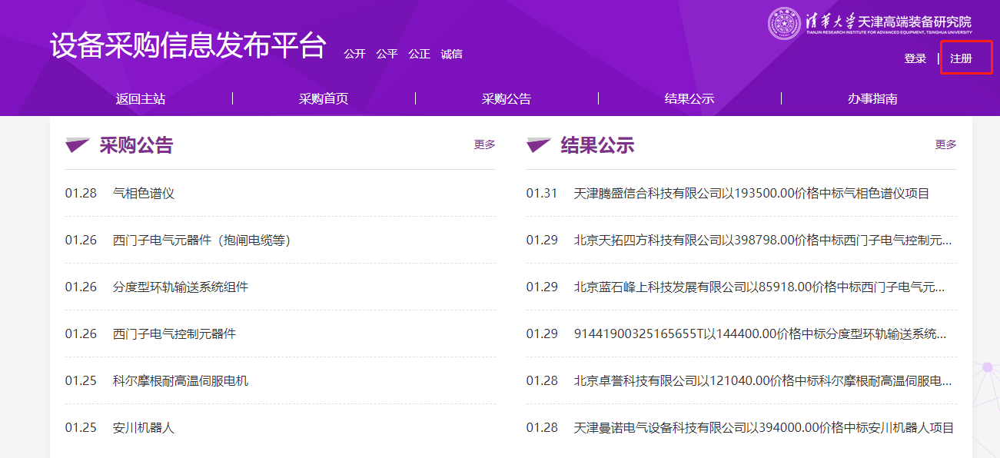 清华大学天津高端装备研究院
TIANJIN RESEARCH INSTITUTE FOR ADVANCED EQUIPMENT, TSINGHUA UNIVERSITY
设备采购信息发布平台 公开 公平 公正 诚信
登录 | 注册
返回主站 | 采购首页 | 采购公告 | 结果公示 | 办事指南
采购公告 更多
01.28 气相色谱仪
01.26 西门子电气元器件（抱闸电缆等）
01.26 分度型环轨输送系统组件
01.26 西门子电气控制元器件
01.25 科尔摩根耐高温伺服电机
01.25 安川机器人
结果公示 更多
01.31 天津腾盛信合科技有限公司以193500.00价格中标气相色谱仪项目
01.29 北京天拓四方科技有限公司以398798.00价格中标西门子电气控制元...
01.29 北京蓝石峰上科技发展有限公司以85918.00价格中标西门子电气元...
01.29 91441900325165655T以144400.00价格中标分度型环轨输送系统...
01.28 北京卓誉科技有限公司以121040.00价格中标科尔摩根耐高温伺服电...
01.28 天津曼诺电气设备科技有限公司以394000.00价格中标安川机器人项目